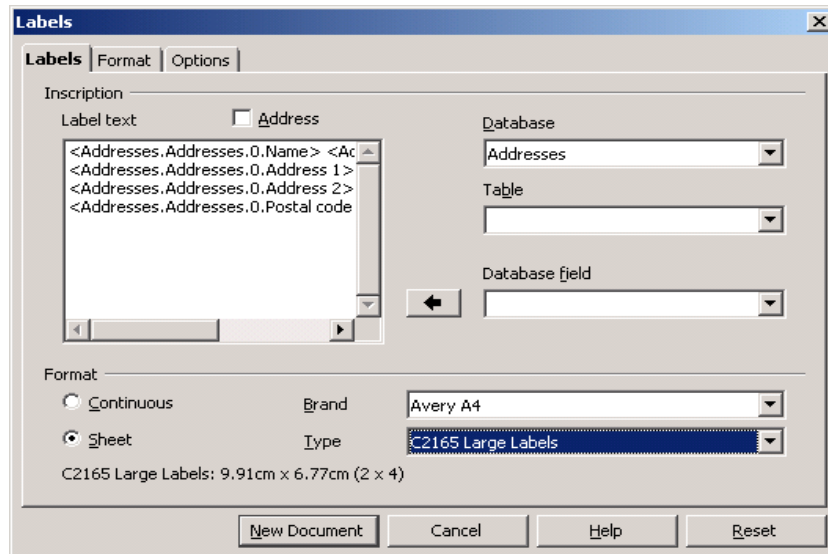 Labels
Labels Format Options
Inscription
Label text Address
<Addresses.Addresses.0.Name> <Ac
<Addresses.Addresses.0.Address 1>
<Addresses.Addresses.0.Address 2>
<Addresses.Addresses.0.Postal code
Database
Addresses
Table
Database field
Format
Continuous Brand Avery A4
Sheet Type C2165 Large Labels
C2165 Large Labels: 9.91cm x 6.77cm (2 x 4)
New Document Cancel Help Reset